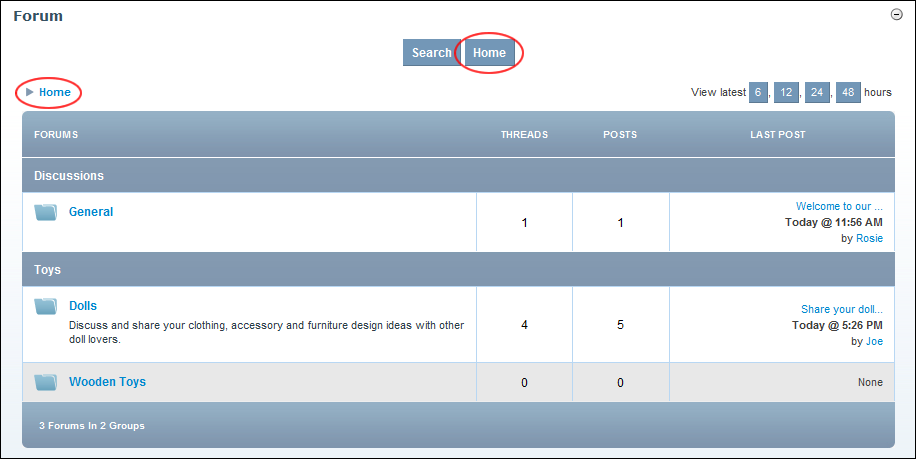 Forum
Search Home
Home
View latest 6, 12, 24, 48 hours
FORUMS THREADS POSTS LAST POST
Discussions
General 1 1
Welcome to our ...
Today @ 11:56 AM
by Rosie
Toys
Dolls
Discuss and share your clothing, accessory and furniture design ideas with other
doll lovers.
4 5
Share your doll...
Today @ 5:26 PM
by Joe
Wooden Toys 0 0 None
3 Forums In 2 Groups